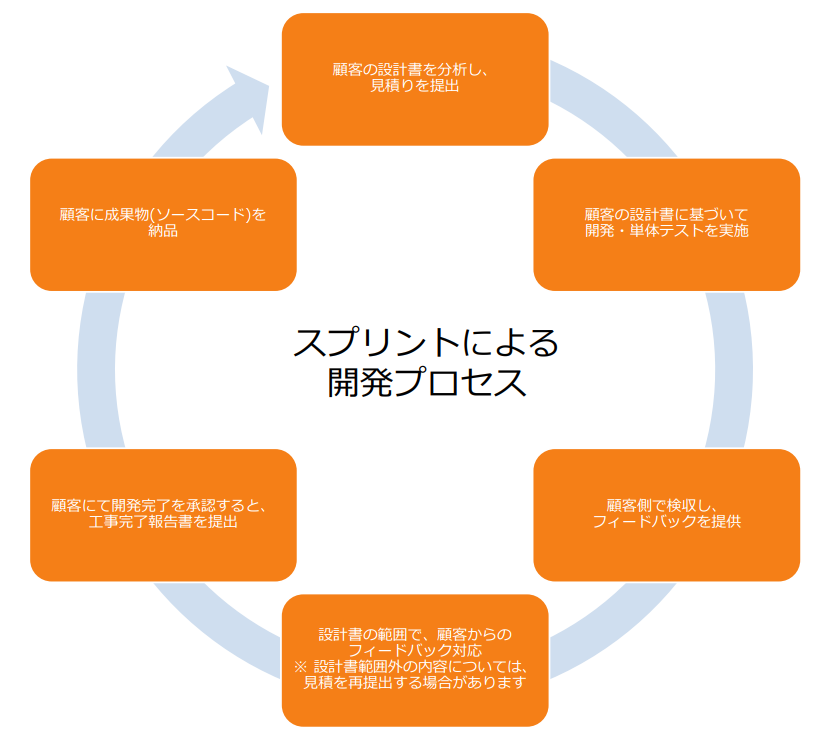 顧客の設計書を分析し、
見積りを提出
顧客の設計書に基づいて
開発・単体テストを実施
顧客側で検収し、
フィードバックを提供
設計書の範囲で、顧客からの
フィードバック対応
※ 設計書範囲外の内容については、
見積を再提出する場合があります
顧客にて開発完了を承認すると、
工事完了報告書を提出
顧客に成果物(ソースコード)を
納品
スプリントによる
開発プロセス